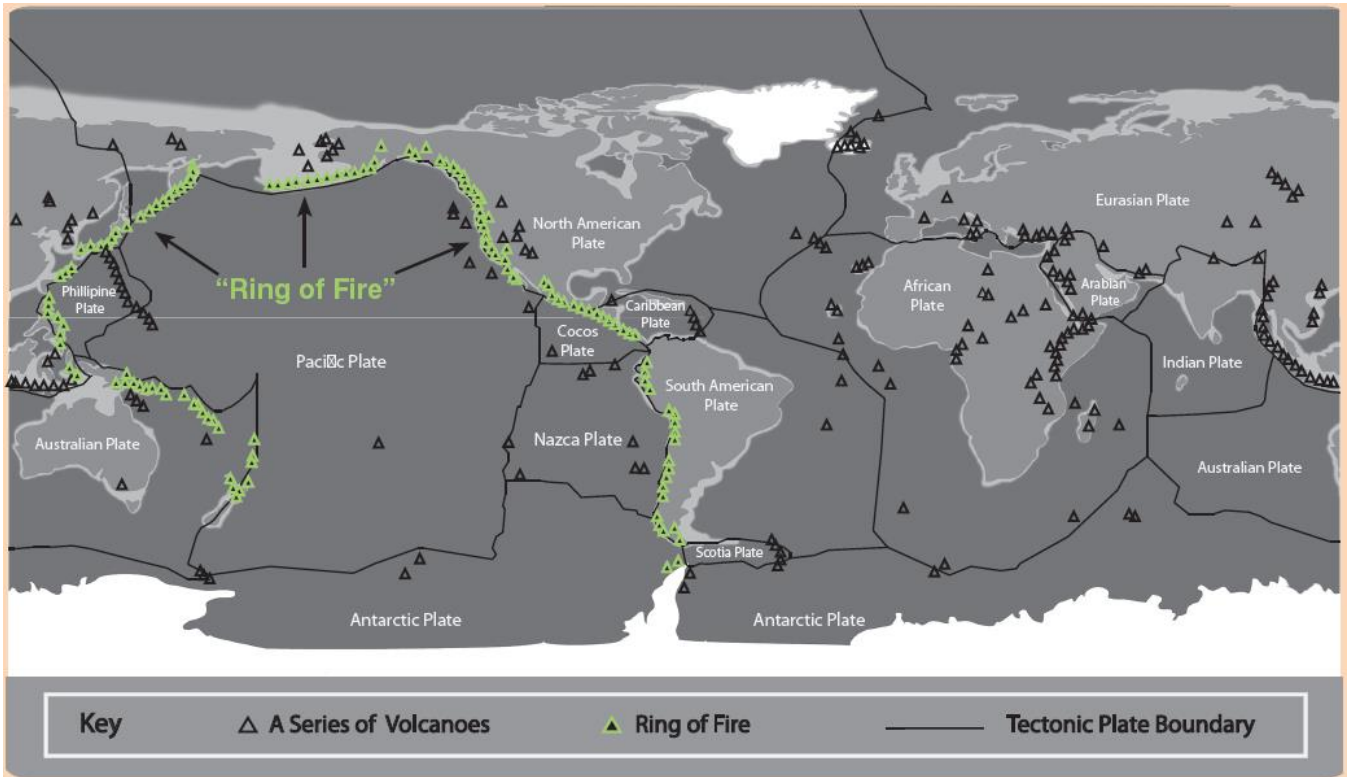 North American
Plate
Eurasian Plate
"Ring of Fire"
Phillipine
Plate
African
Plate
Arabian
Plate
Caribbean
Plate
Cocos
Plate
Pacific Plate
Indian Plate
South American
Plate
Australian Plate
Nazca Plate
Australian Plate
Scotia Plate
Antarctic Plate
Antarctic Plate
Key
A Series of Volcanoes
Ring of Fire
Tectonic Plate Boundary